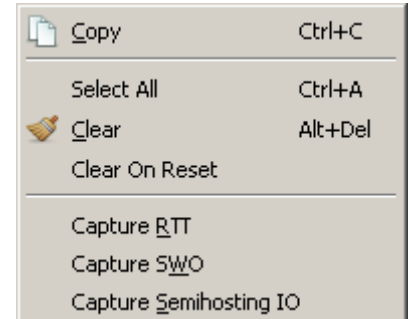 Copy Ctrl+C
Select All Ctrl+A
Clear Alt+Del
Clear On Reset
Capture RTT
Capture SWO
Capture Semihosting IO